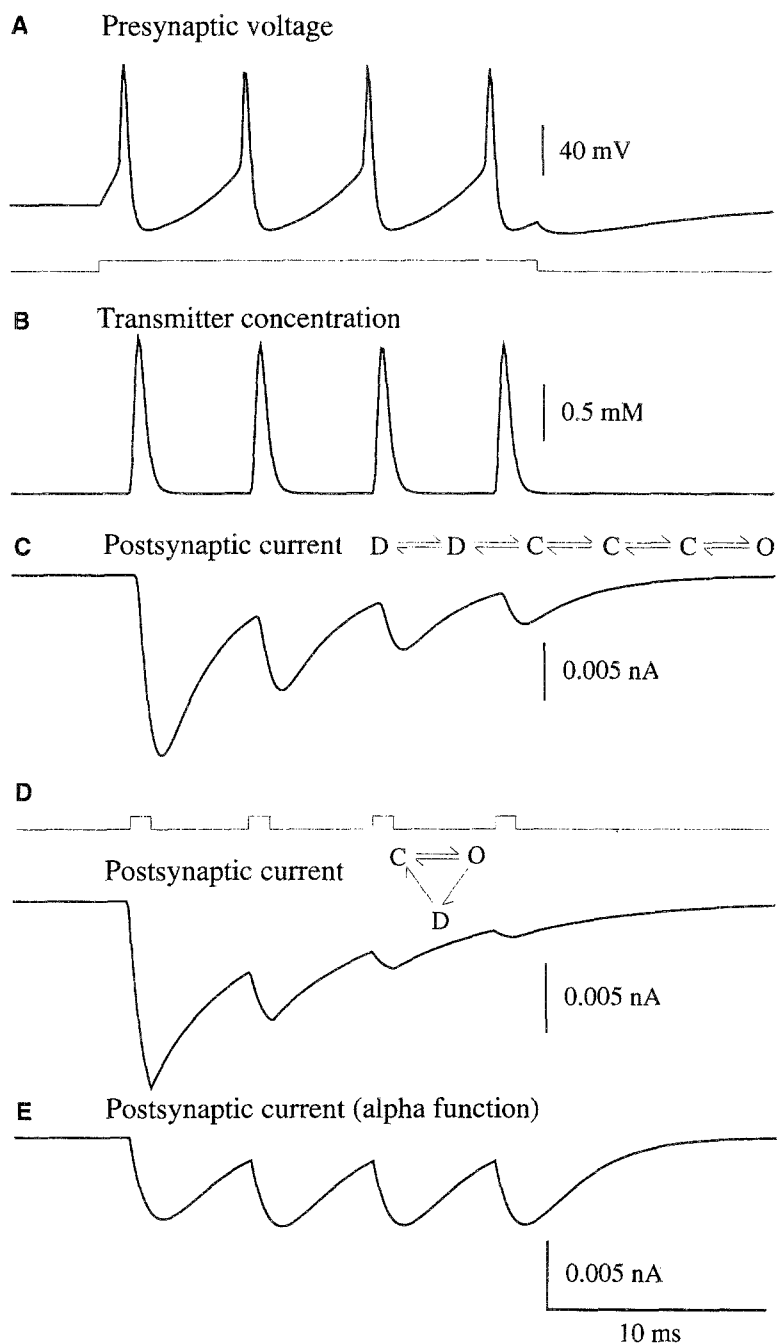 A Presynaptic voltage
40 mV
B Transmitter concentration
0.5 mM
C Postsynaptic current D ⇌ D ⇌ C ⇌ C ⇌ C ⇌ O
0.005 nA
D
Postsynaptic current C ⇌ O
D
0.005 nA
E Postsynaptic current (alpha function)
0.005 nA
10 ms